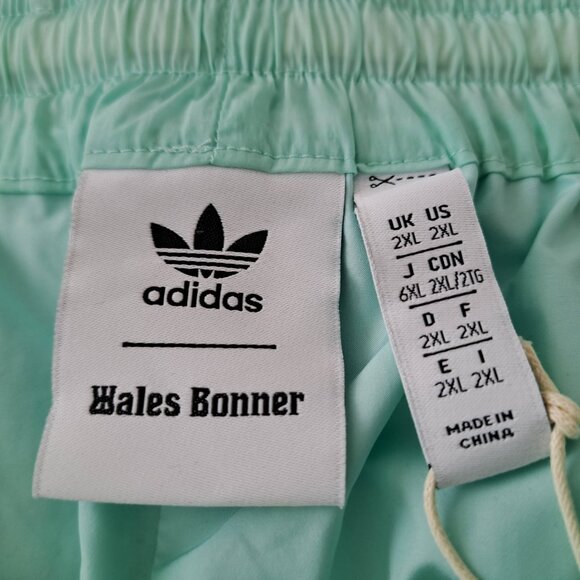 adidas
Wales Bonner
UK US
2XL 2XL
J CDN
6XL 2XL/2TG
D F
2XL 2XL
E I
2XL 2XL
MADE IN
CHINA